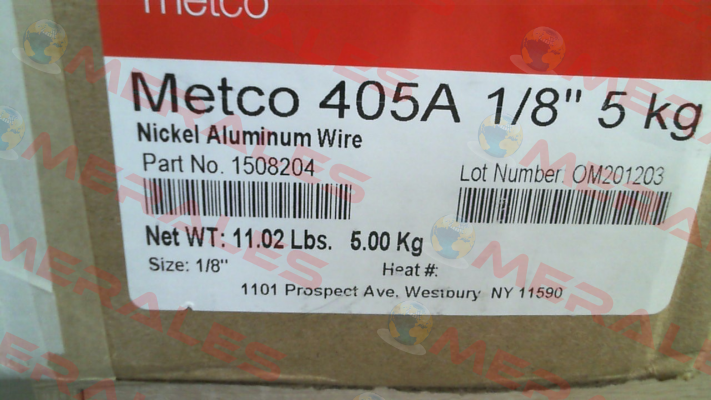 metco
Metco 405A 1/8" 5 kg
Nickel Aluminum Wire
Part No. 1508204
Lot Number: OM201203
Net WT: 11.02 Lbs. 5.00 Kg
Size: 1/8"
Heat #:
1101 Prospect Ave, Westbury NY 11590
MERALES